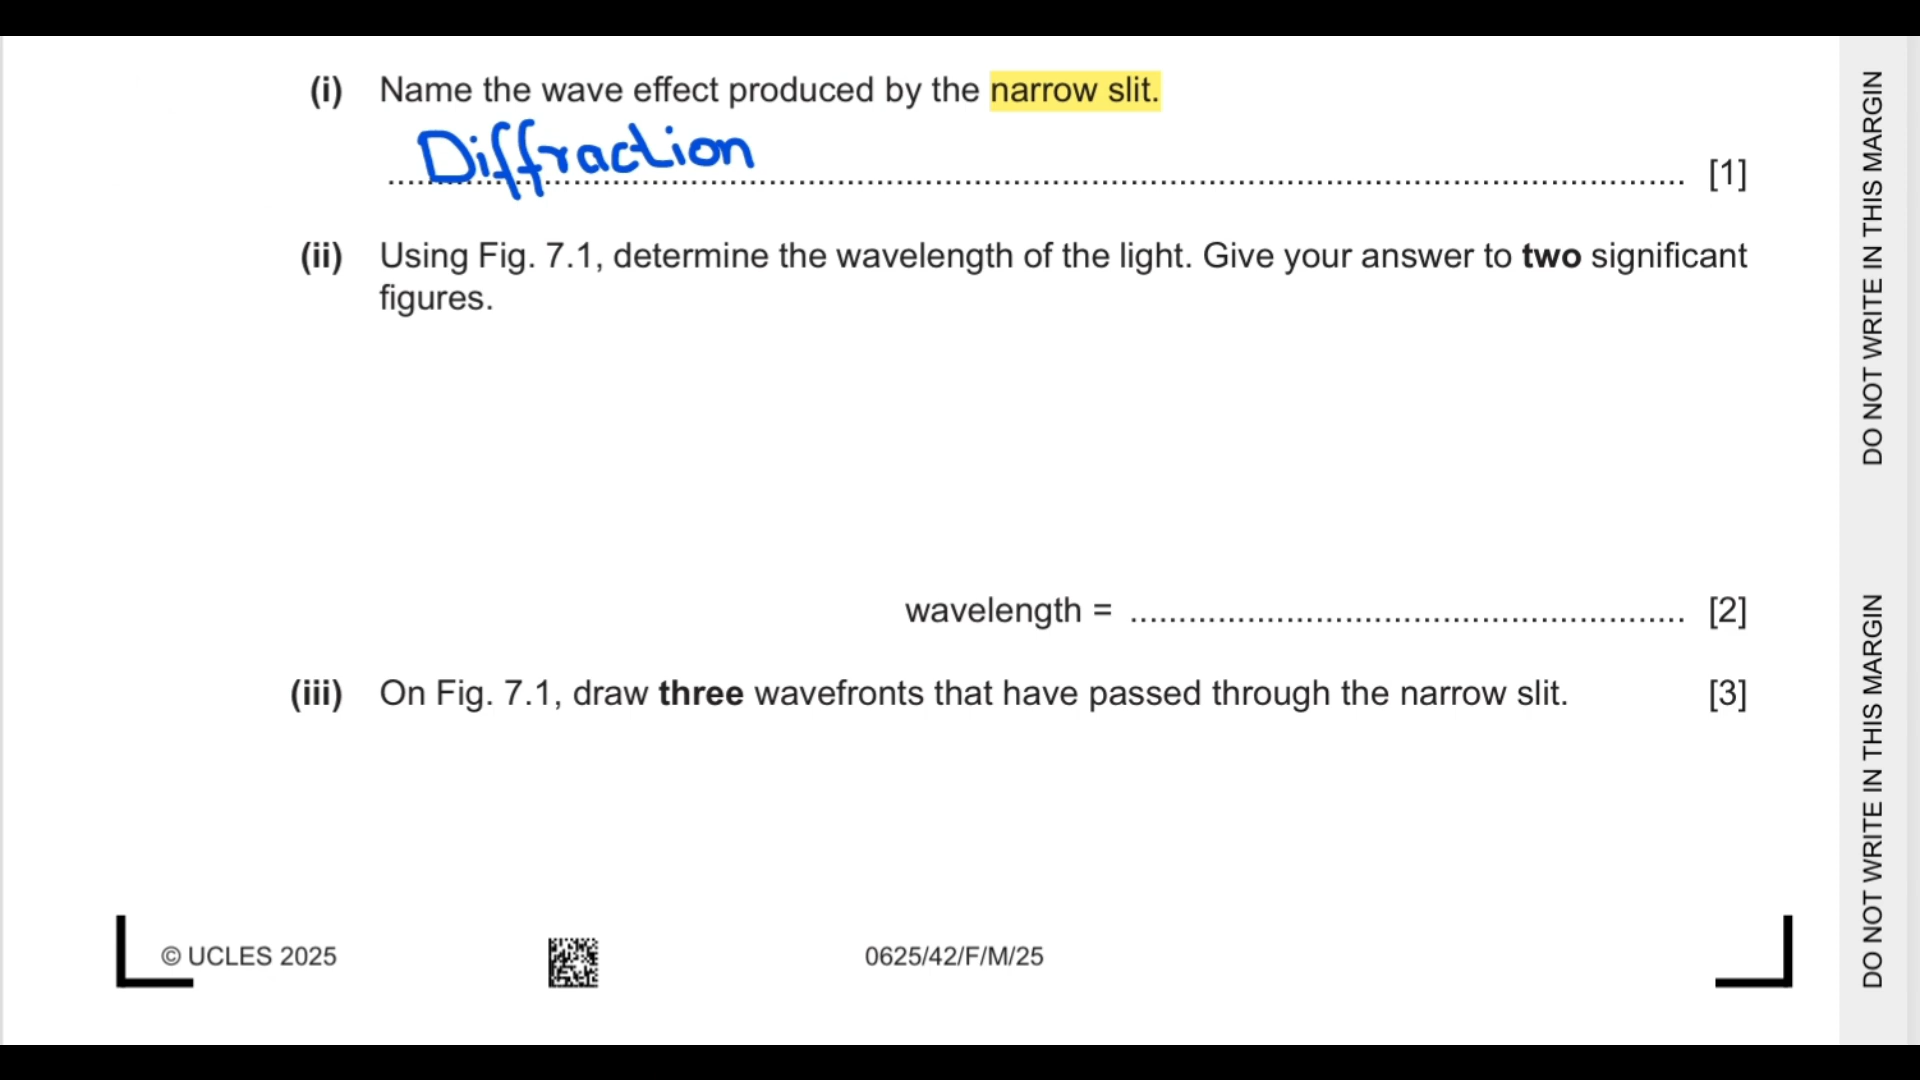 (i) Name the wave effect produced by the narrow slit.
Diffraction
[1]
(ii) Using Fig. 7.1, determine the wavelength of the light. Give your answer to two significant
figures.
wavelength = ........................................................ [2]
(iii) On Fig. 7.1, draw three wavefronts that have passed through the narrow slit. [3]
© UCLES 2025
0625/42/F/M/25
DO NOT WRITE IN THIS MARGIN
DO NOT WRITE IN THIS MARGIN